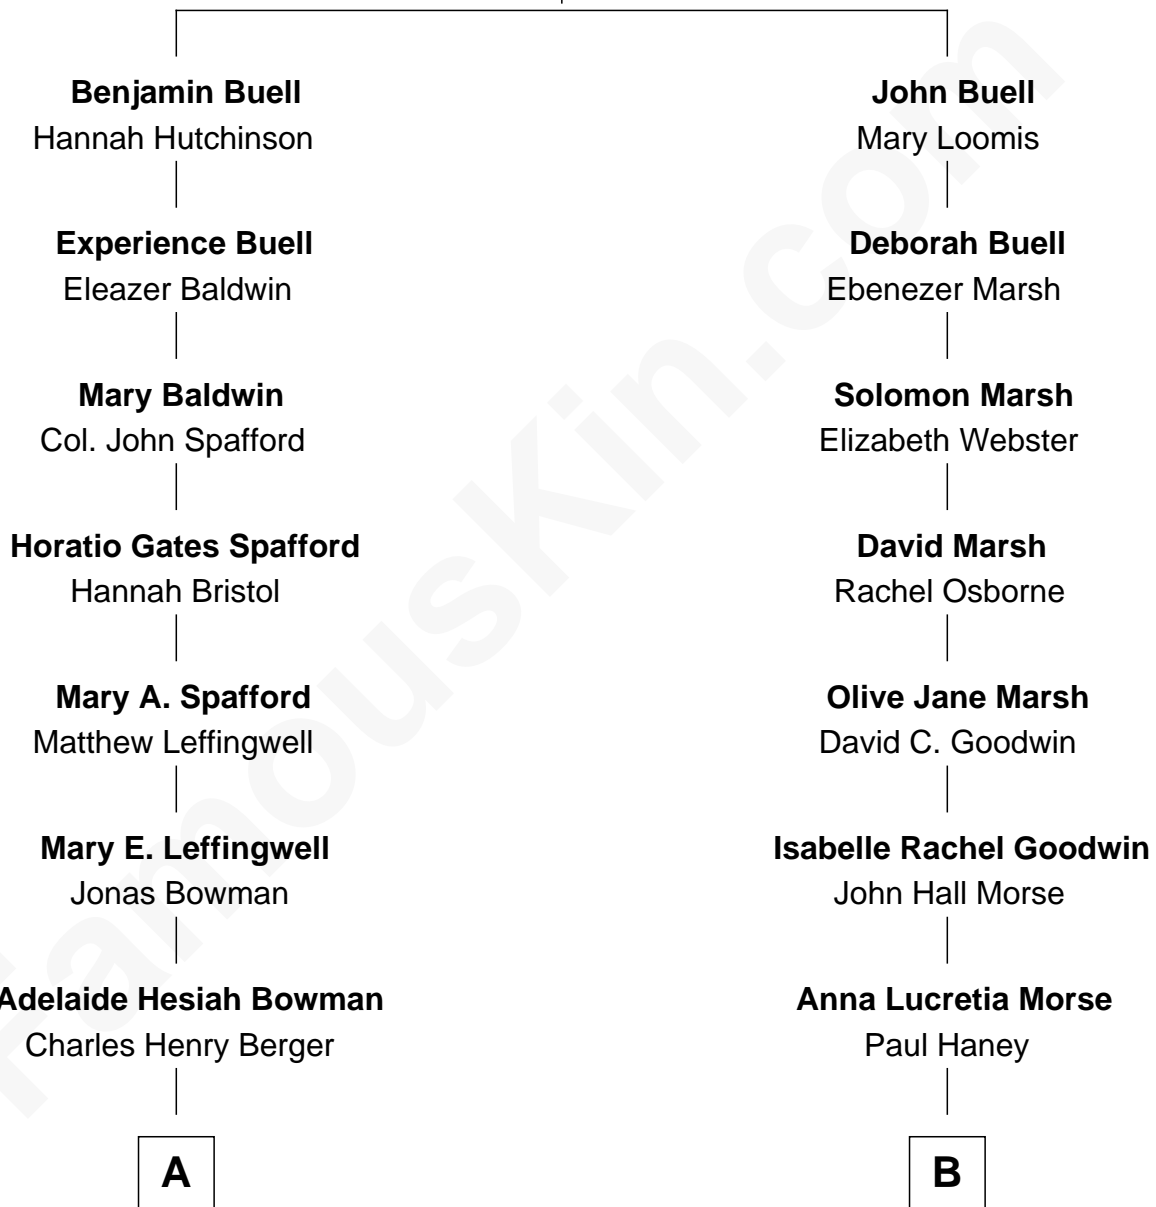 Benjamin Buell
Hannah Hutchinson
John Buell
Mary Loomis
Experience Buell
Eleazer Baldwin
Deborah Buell
Ebenezer Marsh
Mary Baldwin
Col. John Spafford
Solomon Marsh
Elizabeth Webster
Horatio Gates Spafford
Hannah Bristol
David Marsh
Rachel Osborne
Mary A. Spafford
Matthew Leffingwell
Olive Jane Marsh
David C. Goodwin
Mary E. Leffingwell
Jonas Bowman
Isabelle Rachel Goodwin
John Hall Morse
Adelaide Hesiah Bowman
Charles Henry Berger
Anna Lucretia Morse
Paul Haney
A
B
FamousKin.com